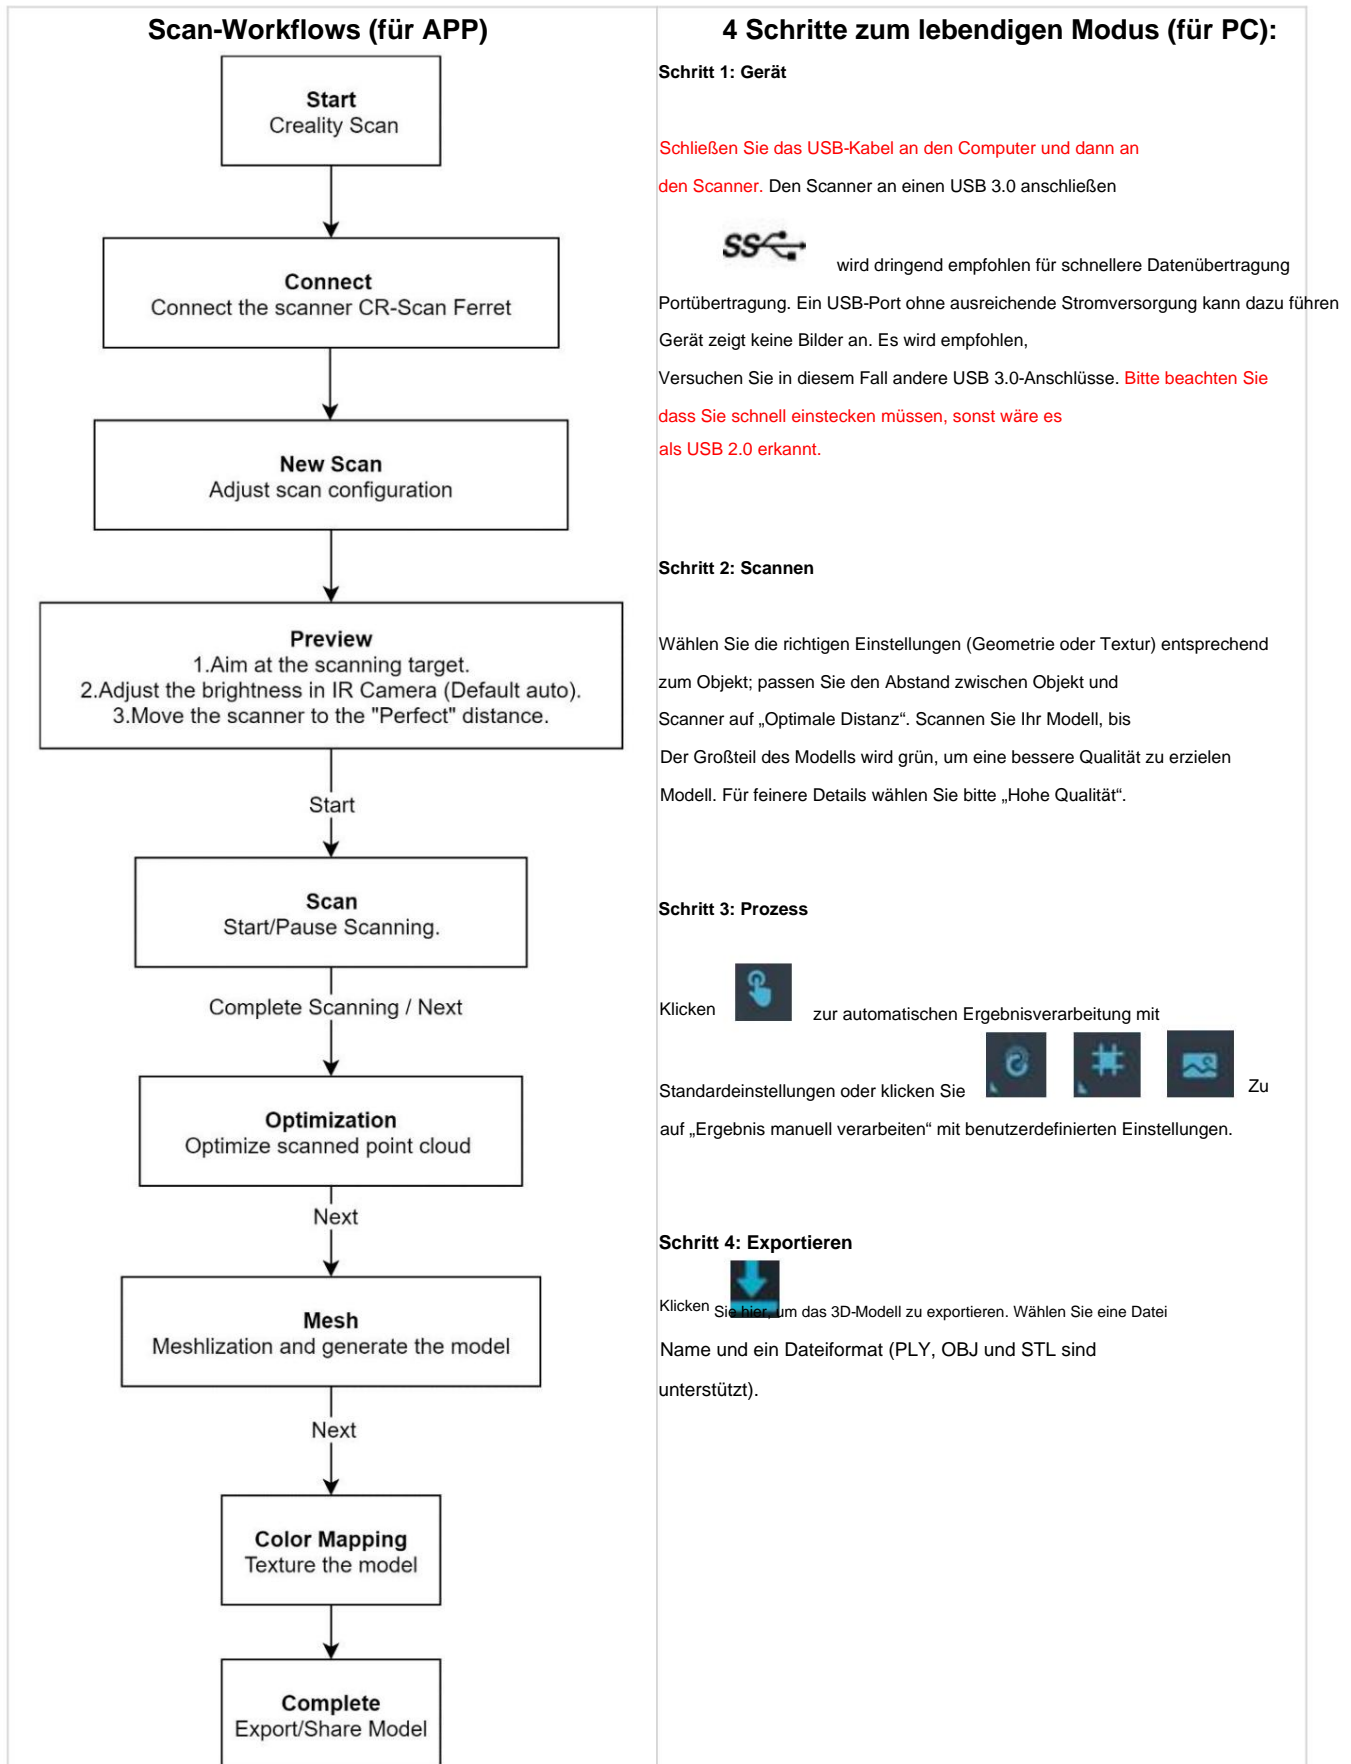 Scan-Workflows (für APP)
Start
Creality Scan
Connect
Connect the scanner CR-Scan Ferret
New Scan
Adjust scan configuration
Preview
1.Aim at the scanning target.
2.Adjust the brightness in IR Camera (Default auto).
3.Move the scanner to the "Perfect" distance.
Start
Scan
Start/Pause Scanning.
Complete Scanning / Next
Optimization
Optimize scanned point cloud
Next
Mesh
Meshlization and generate the model
Next
Color Mapping
Texture the model
Complete
Export/Share Model
4 Schritte zum lebendigen Modus (für PC):
Schritt 1: Gerät
Schließen Sie das USB-Kabel an den Computer und dann an
den Scanner. Den Scanner an einen USB 3.0 anschließen
SS wird dringend empfohlen für schnellere Datenübertragung
Portübertragung. Ein USB-Port ohne ausreichende Stromversorgung kann dazu führen
Gerät zeigt keine Bilder an. Es wird empfohlen,
Versuchen Sie in diesem Fall andere USB 3.0-Anschlüsse. Bitte beachten Sie
dass Sie schnell einstecken müssen, sonst wäre es
als USB 2.0 erkannt.
Schritt 2: Scannen
Wählen Sie die richtigen Einstellungen (Geometrie oder Textur) entsprechend
zum Objekt; passen Sie den Abstand zwischen Objekt und
Scanner auf „Optimale Distanz“. Scannen Sie Ihr Modell, bis
Der Großteil des Modells wird grün, um eine bessere Qualität zu erzielen
Modell. Für feinere Details wählen Sie bitte „Hohe Qualität“.
Schritt 3: Prozess
Klicken zur automatischen Ergebnisverarbeitung mit
Standardeinstellungen oder klicken Sie Zu
auf „Ergebnis manuell verarbeiten“ mit benutzerdefinierten Einstellungen.
Schritt 4: Exportieren
Klicken Sie hier, um das 3D-Modell zu exportieren. Wählen Sie eine Datei
Name und ein Dateiformat (PLY, OBJ und STL sind
unterstützt).